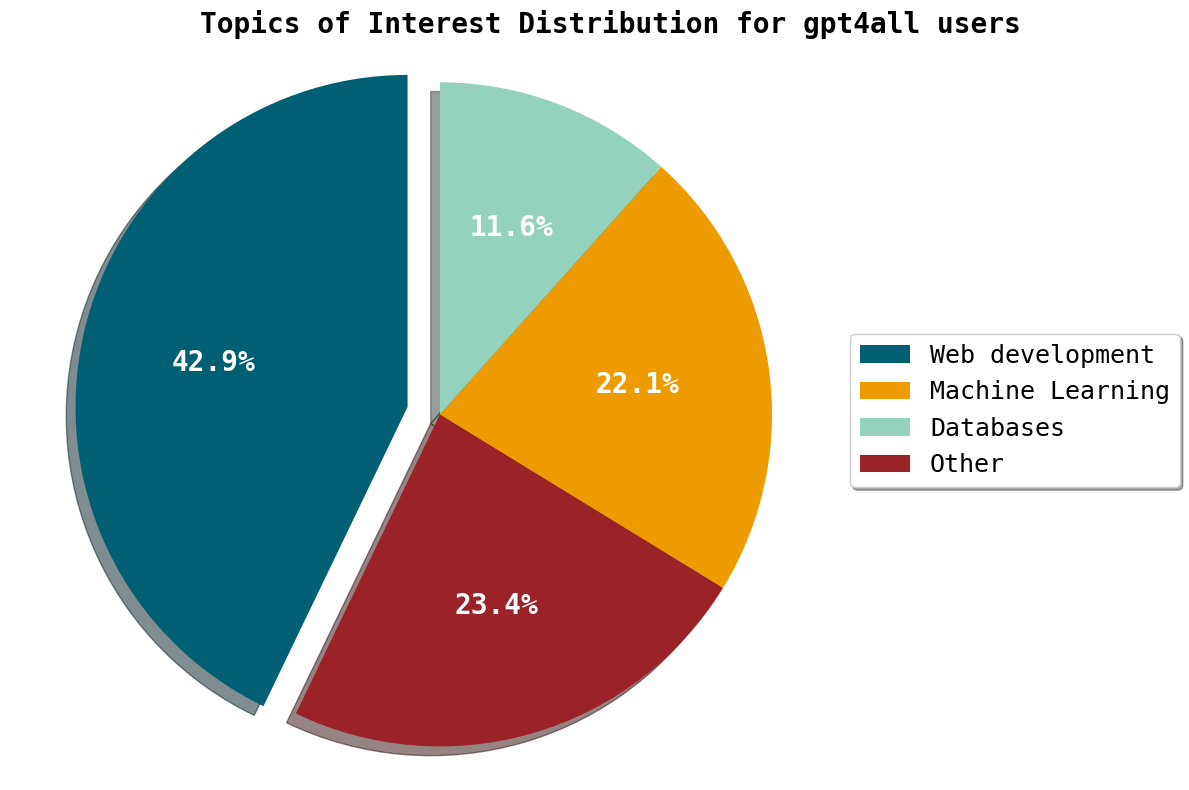 Topics of Interest Distribution for gpt4all users
11.6%
42.9%
22.1%
23.4%
Web development
Machine Learning
Databases
Other